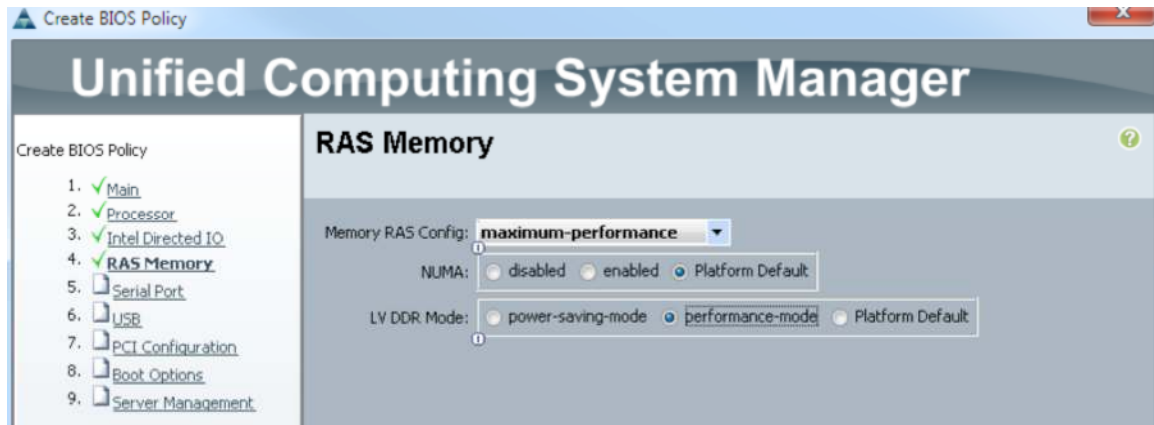 Create BIOS Policy
Unified Computing System Manager
Create BIOS Policy
1. Main
2. Processor
3. Intel Directed IO
4. RAS Memory
5. Serial Port
6. USB
7. PCI Configuration
8. Boot Options
9. Server Management
RAS Memory
Memory RAS Config: maximum-performance
NUMA: disabled enabled Platform Default
LV DDR Mode: power-saving-mode performance-mode Platform Default